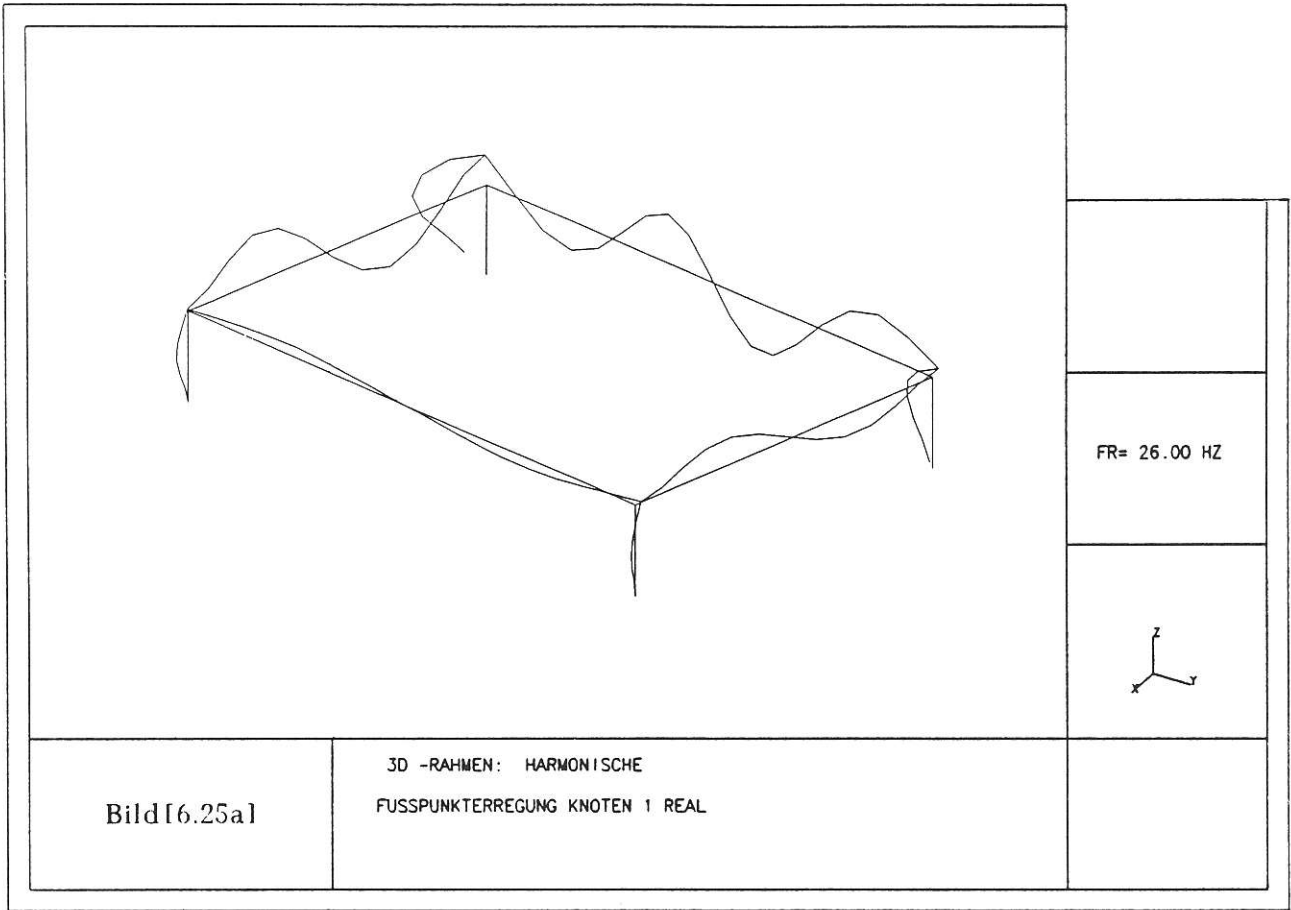 FR= 26.00 HZ
Z
X
Y
3D -RAHMEN: HARMONISCHE
FUSSPUNKTERREGUNG KNOTEN 1 REAL
Bild[6.25a]